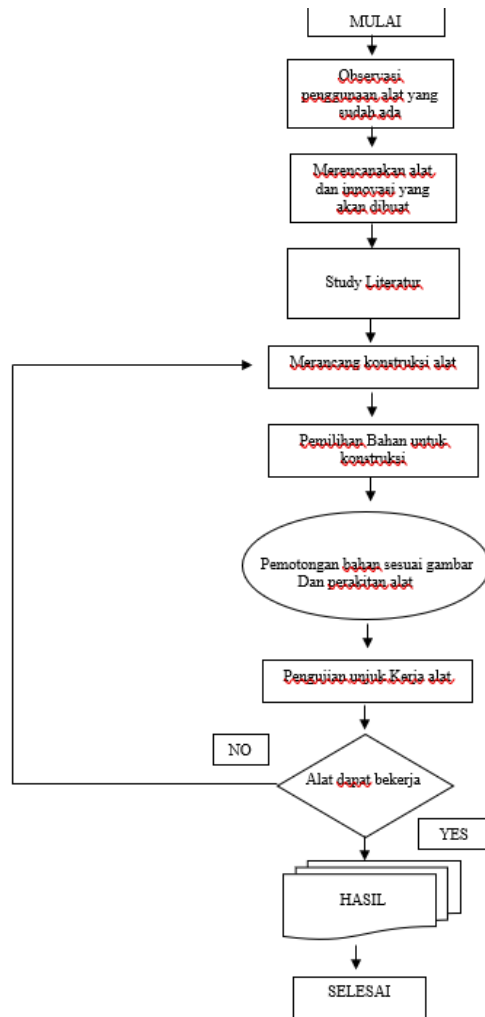 MULAI
Observasi
penggunaan alat yang
sudah ada
Merencanakan alat
dan innovasi yang
akan dibuat
Study Literatur
Merancang konstruksi alat
Pemilihan Bahan untuk
konstruksi
Pemotongan bahan sesuai gambar
Dan perakitan alat
Pengujian unjuk Kerja alat
NO
Alat dapat bekerja
YES
HASIL
SELESAI